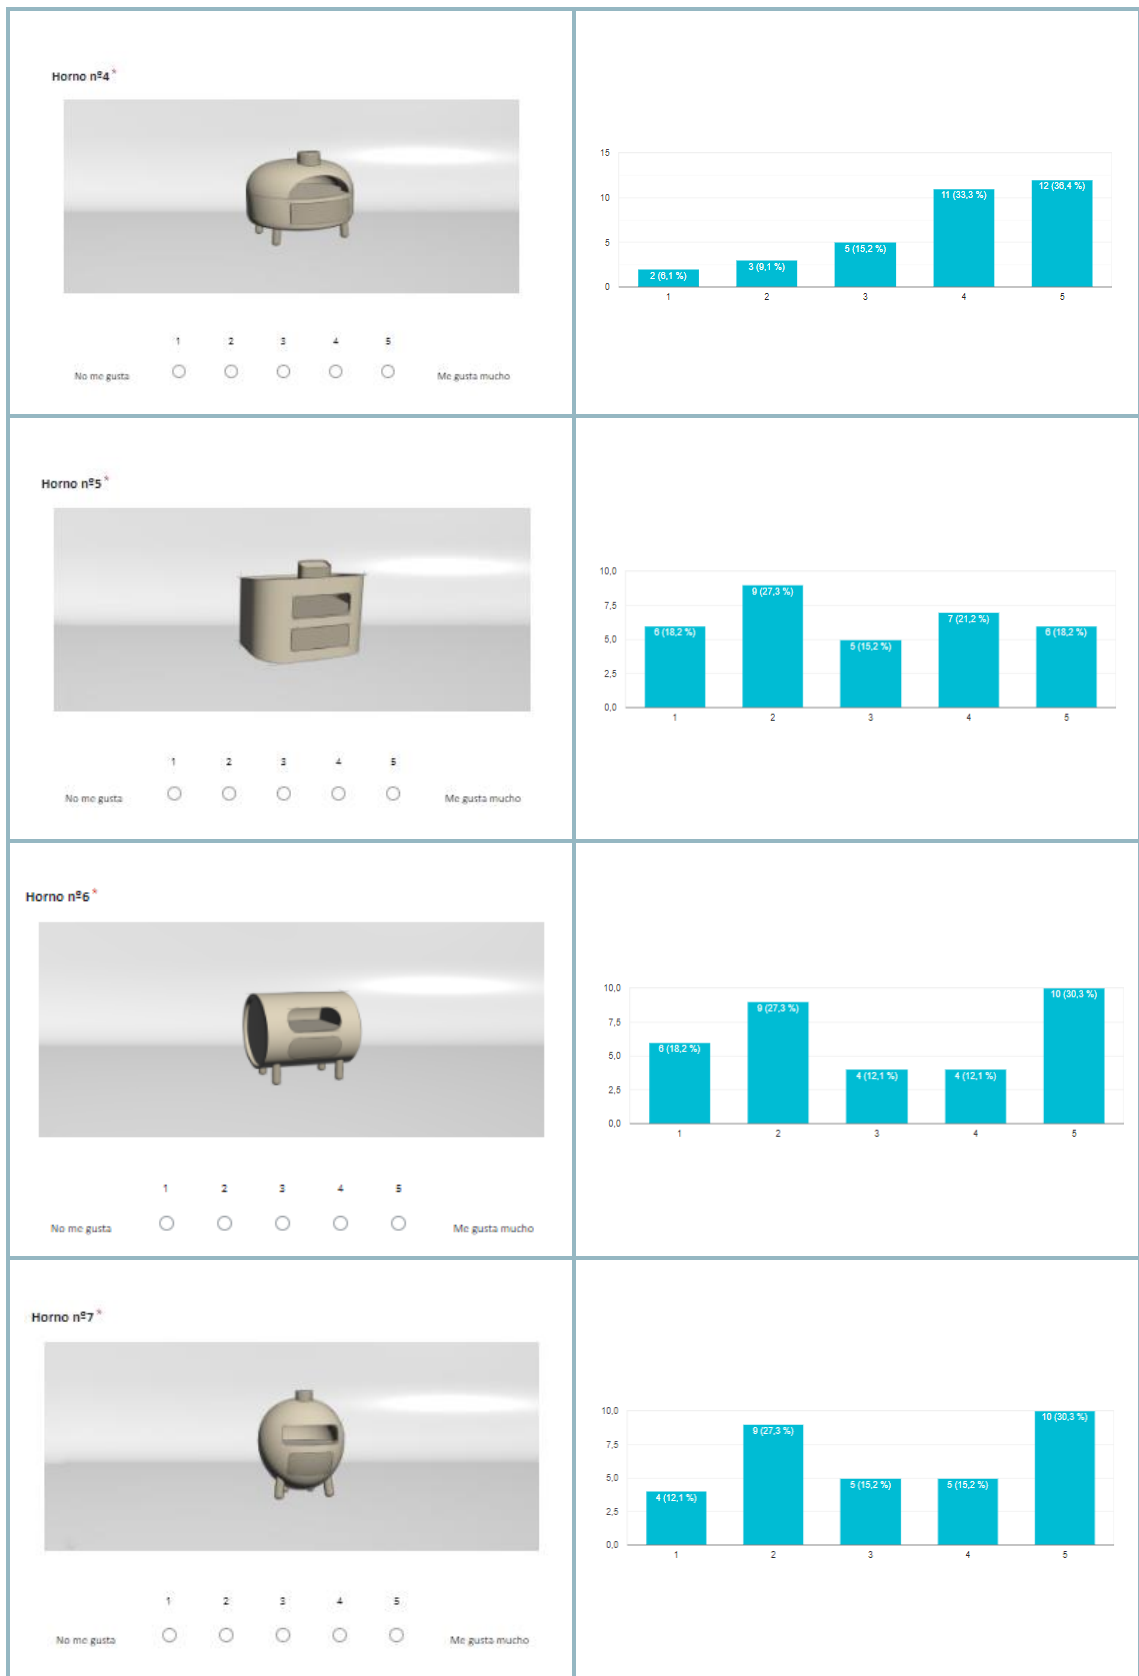 Horno nº4 *
1 2 3 4 5
No me gusta Me gusta mucho
15
10
5
0
2 (6,1 %)
3 (9,1 %)
5 (15,2 %)
11 (33,3 %)
12 (36,4 %)
1 2 3 4 5
Horno nº5 *
1 2 3 4 5
No me gusta Me gusta mucho
10,0
7,5
5,0
2,5
0,0
6 (18,2 %)
9 (27,3 %)
5 (15,2 %)
7 (21,2 %)
6 (18,2 %)
1 2 3 4 5
Horno nº6 *
1 2 3 4 5
No me gusta Me gusta mucho
10,0
7,5
5,0
2,5
0,0
6 (18,2 %)
9 (27,3 %)
4 (12,1 %)
4 (12,1 %)
10 (30,3 %)
1 2 3 4 5
Horno nº7 *
1 2 3 4 5
No me gusta Me gusta mucho
10,0
7,5
5,0
2,5
0,0
4 (12,1 %)
9 (27,3 %)
5 (15,2 %)
5 (15,2 %)
10 (30,3 %)
1 2 3 4 5